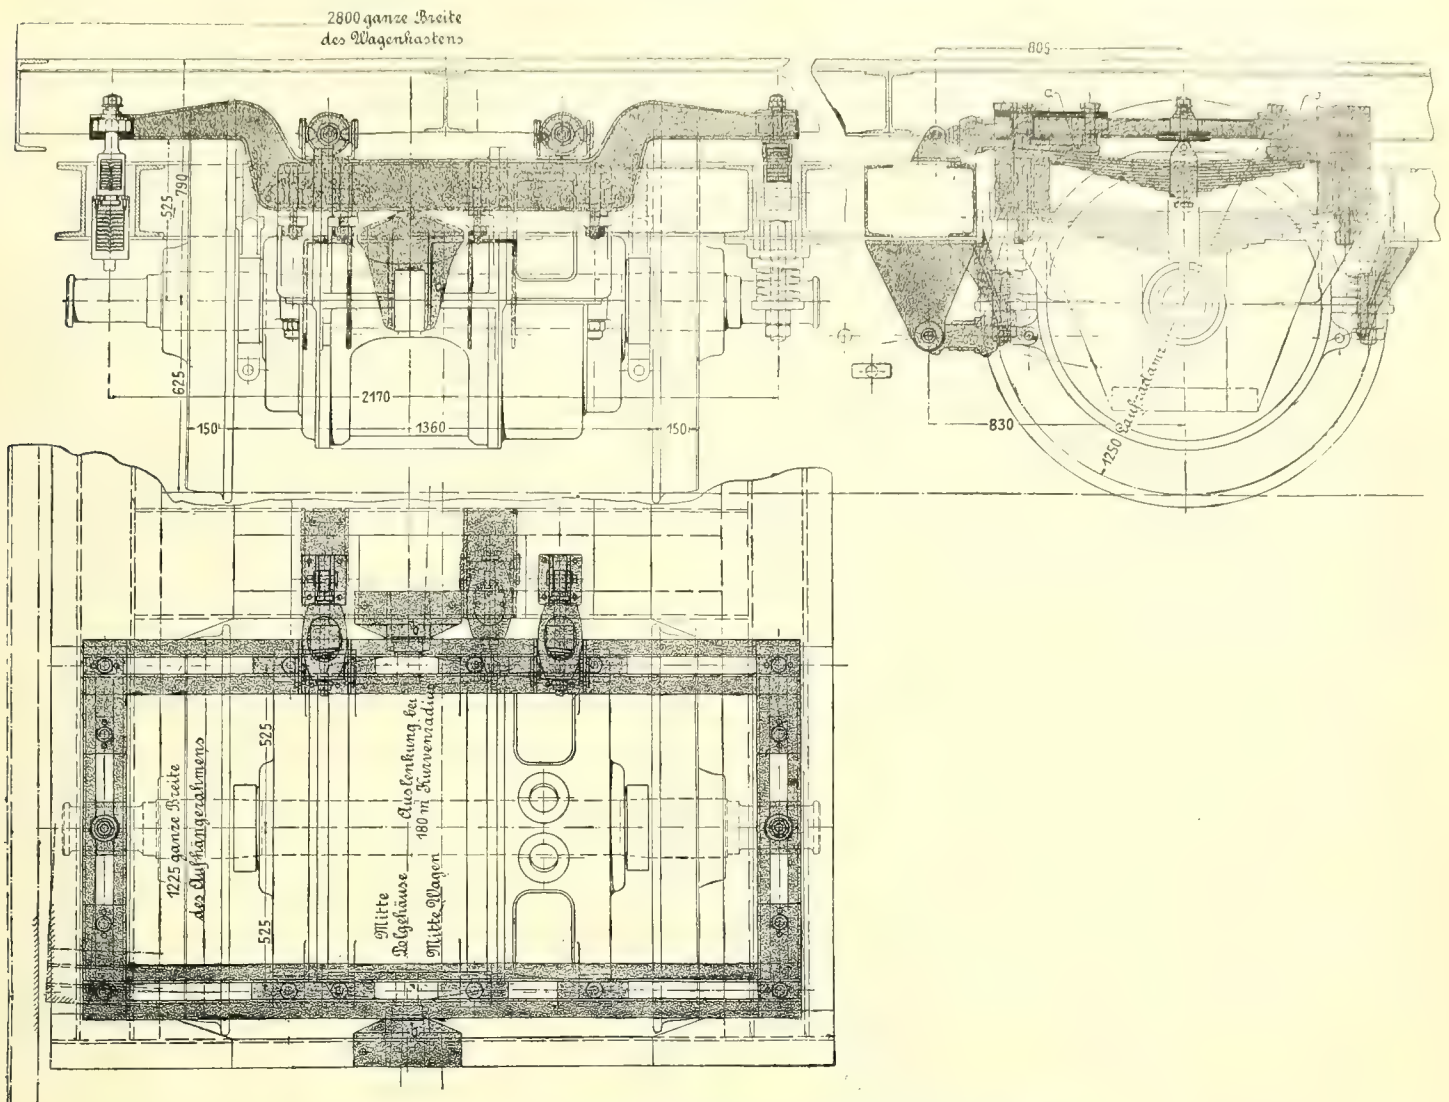 2800 ganze Breite
des Wagenkastens
805
525
790
625
2170
150
1360
150
830
1250 Laufraddmr
525
1225 ganze Breite
des Aufhängerahmens
525
Auslenkung bei
180 m Kurvenradius
Mitte
Polgehäuse
Mitte Wagen